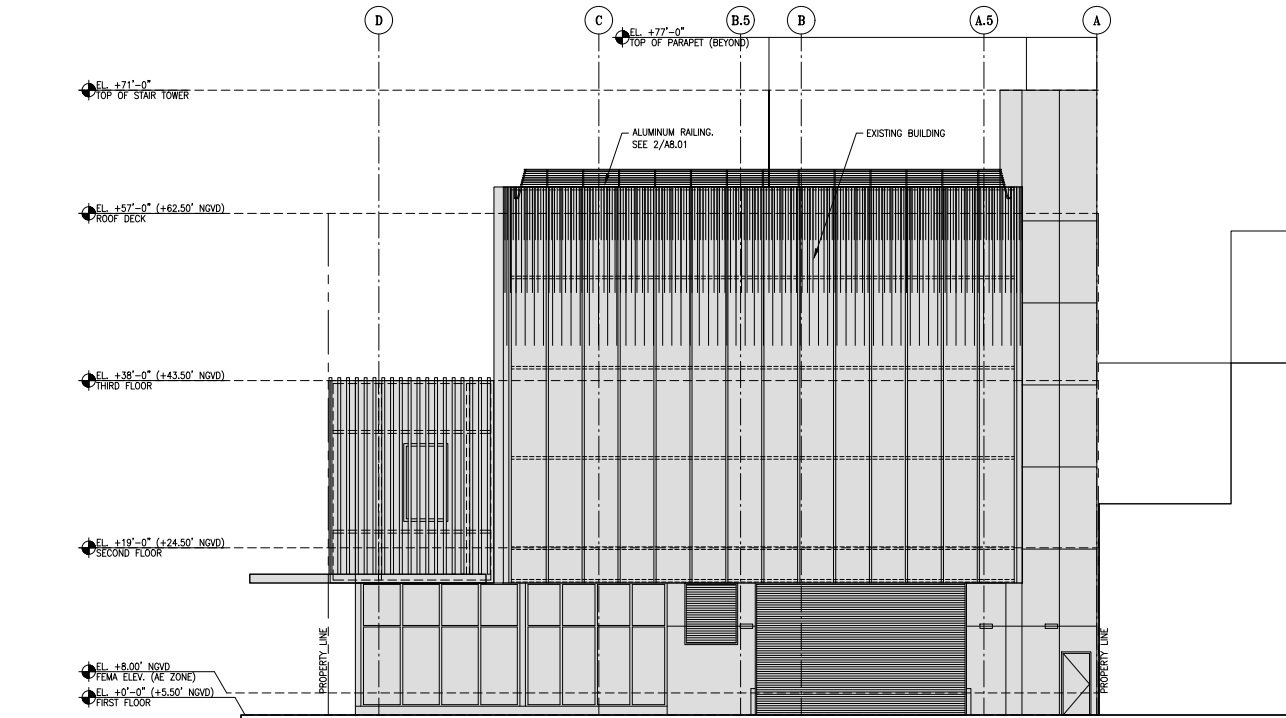 D C B.5 B A.5 A
EL. +77'-0"
TOP OF PARAPET (BEYOND)
EL. +71'-0"
TOP OF STAIR TOWER
ALUMINUM RAILING.
SEE 2/A8.01
EXISTING BUILDING
EL. +57'-0" (+62.50' NGVD)
ROOF DECK
EL. +38'-0" (+43.50' NGVD)
THIRD FLOOR
EL. +19'-0" (+24.50' NGVD)
SECOND FLOOR
PROPERTY LINE
PROPERTY LINE
EL. +8.00' NGVD
FEMA ELEV. (AE ZONE)
EL. +0'-0" (+5.50' NGVD)
FIRST FLOOR